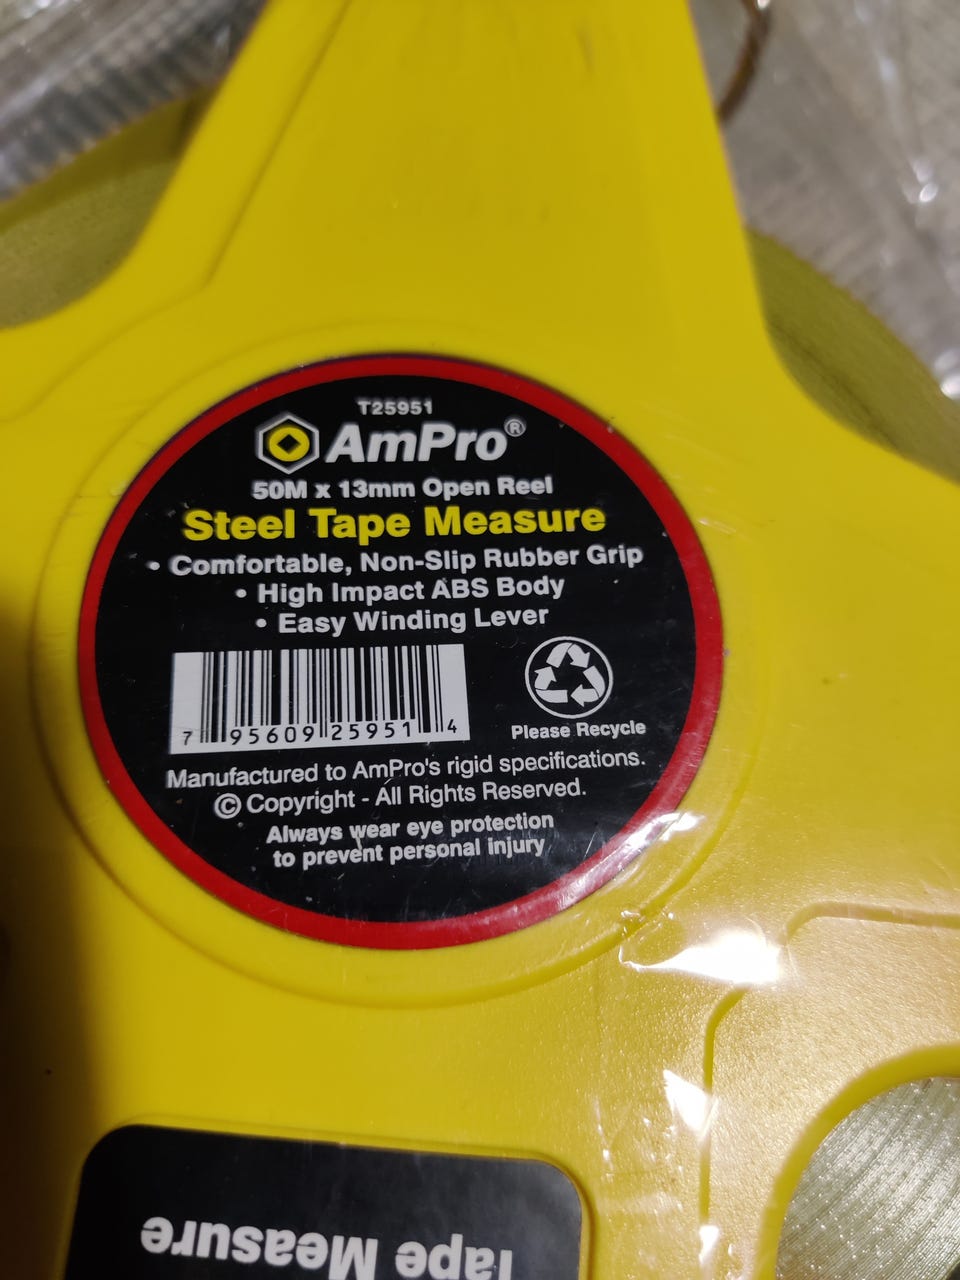 T25951
AmPro®
50M x 13mm Open Reel
Steel Tape Measure
• Comfortable, Non-Slip Rubber Grip
• High Impact ABS Body
• Easy Winding Lever
7 95609 25951 4
Please Recycle
Manufactured to AmPro's rigid specifications.
© Copyright - All Rights Reserved.
Always wear eye protection
to prevent personal injury
Tape Measure